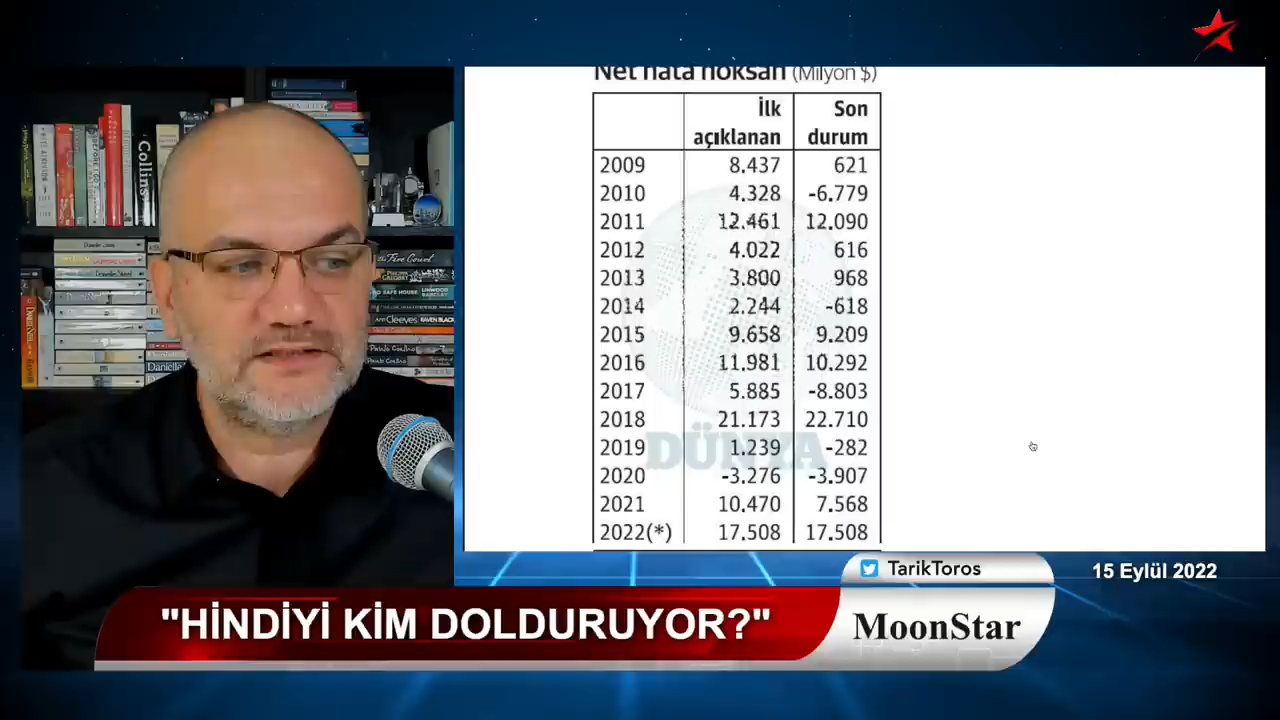 Net hata noksan (Milyon $)
İlk açıklanan Son durum
2009 8.437 621
2010 4.328 -6.779
2011 12.461 12.090
2012 4.022 616
2013 3.800 968
2014 2.244 -618
2015 9.658 9.209
2016 11.981 10.292
2017 5.885 -8.803
2018 21.173 22.710
2019 1.239 -282
2020 -3.276 -3.907
2021 10.470 7.568
2022(*) 17.508 17.508
DÜNYA
Collins
TarikToros
15 Eylül 2022
"HİNDİYİ KİM DOLDURUYOR?"
MoonStar